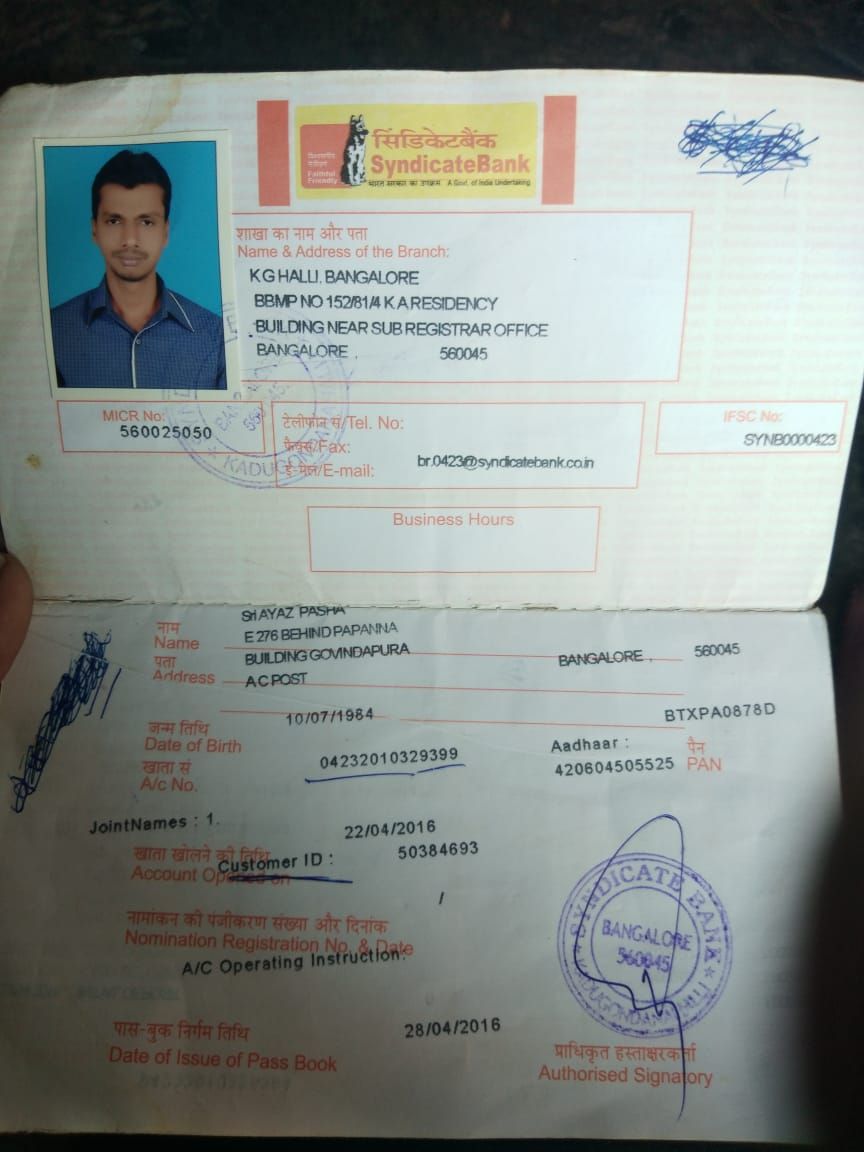 सिंडिकेटबैंक
विश्वसनीय
Faithful
Friendly
SyndicateBank
भारत सरकार का उपक्रम A Govt. of India Undertaking
शाखा का नाम और पता
Name & Address of the Branch:
K G HALLI, BANGALORE
BBMP NO 152/81/4 K A RESIDENCY
BUILDING NEAR SUB REGISTRAR OFFICE
BANGALORE , 560045
MICR No:
560025050
टेलीफोन सं/Tel. No:
फैक्स/Fax:
ई-मेल/E-mail: br.0423@syndicatebank.co.in
IFSC No:
SYNB0000423
Business Hours
नाम Sri AYAZ PASHA
Name E 276 BEHIND PAPANNA
पता BUILDING GOVINDAPURA BANGALORE , 560045
Address A C POST
जन्म तिथि 10/07/1984 BTXPA0878D
Date of Birth Aadhaar : पैन
खाता सं 04232010329399 420604505525 PAN
A/c No.
JointNames : 1. 22/04/2016
खाता खोलने की तिथि Customer ID : 50384693
Account Opened on
/
नामांकन की पंजीकरण संख्या और दिनांक
Nomination Registration No. & Date
A/C Operating Instruction:
SYNDICATE BANK
BANGALORE
560045
पास-बुक निर्गम तिथि 28/04/2016
Date of Issue of Pass Book
प्राधिकृत हस्ताक्षरकर्ता
Authorised Signatory